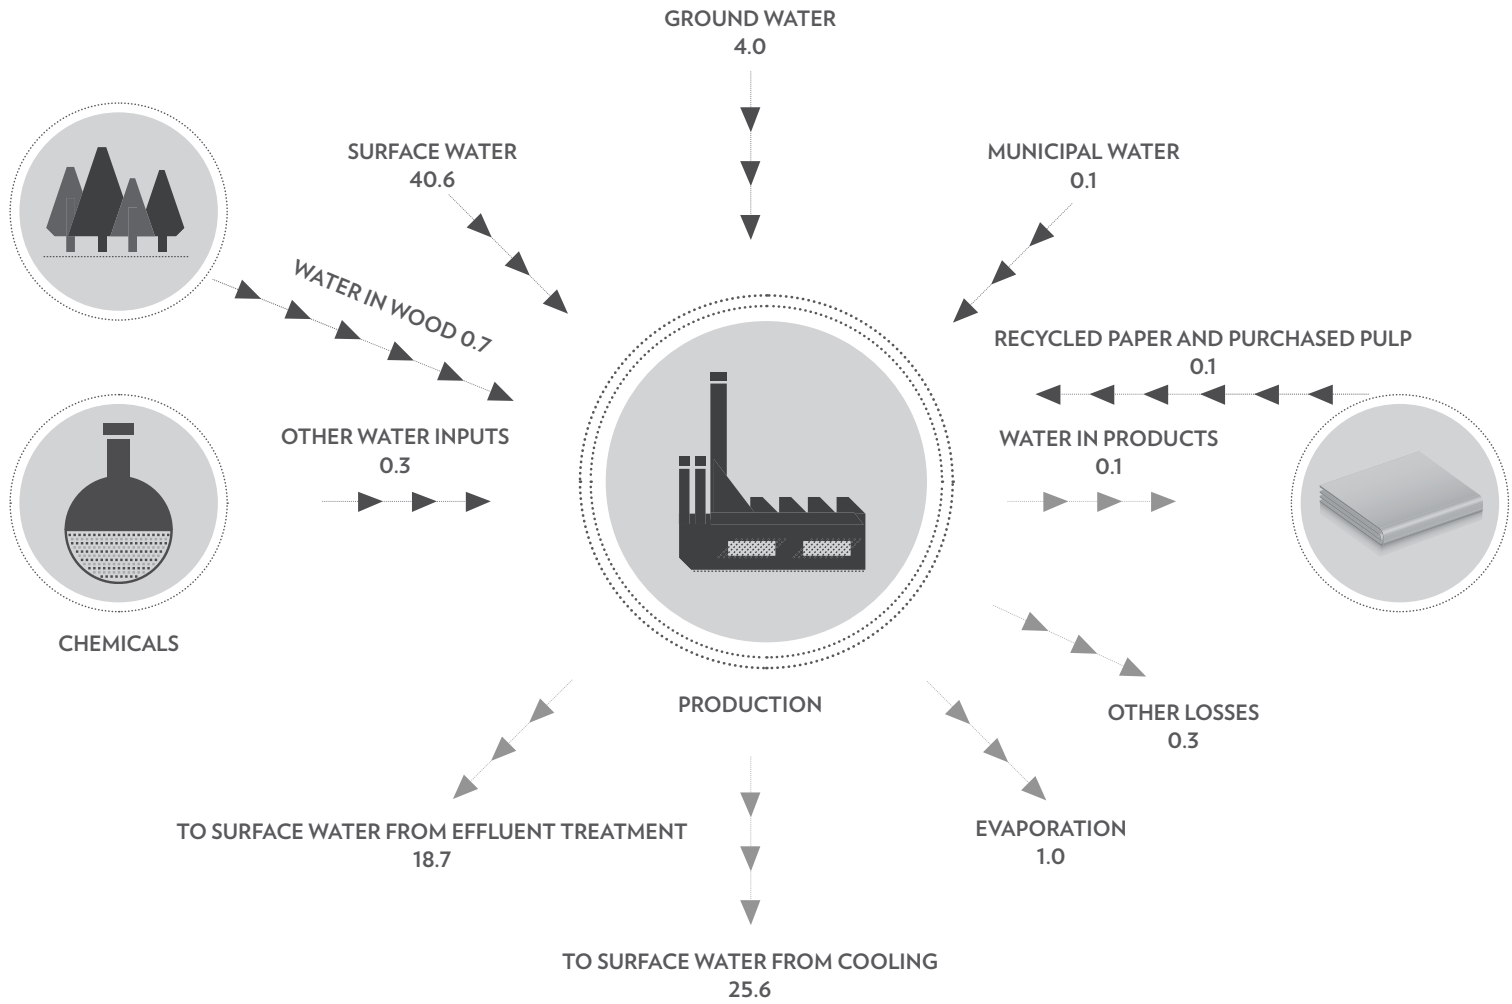 GROUND WATER
4.0
SURFACE WATER
40.6
MUNICIPAL WATER
0.1
WATER IN WOOD 0.7
RECYCLED PAPER AND PURCHASED PULP
0.1
OTHER WATER INPUTS
0.3
WATER IN PRODUCTS
0.1
CHEMICALS
PRODUCTION
OTHER LOSSES
0.3
TO SURFACE WATER FROM EFFLUENT TREATMENT
18.7
EVAPORATION
1.0
TO SURFACE WATER FROM COOLING
25.6